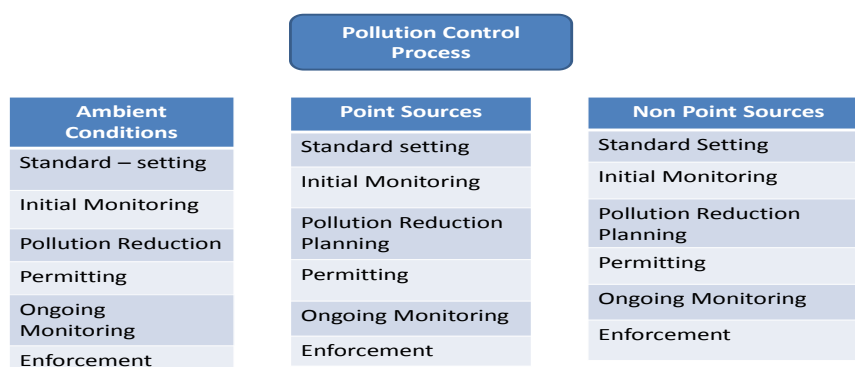 Pollution Control
Process
Ambient
Conditions
Standard – setting
Initial Monitoring
Pollution Reduction
Permitting
Ongoing
Monitoring
Enforcement
Point Sources
Standard setting
Initial Monitoring
Pollution Reduction
Planning
Permitting
Ongoing Monitoring
Enforcement
Non Point Sources
Standard Setting
Initial Monitoring
Pollution Reduction
Planning
Permitting
Ongoing Monitoring
Enforcement